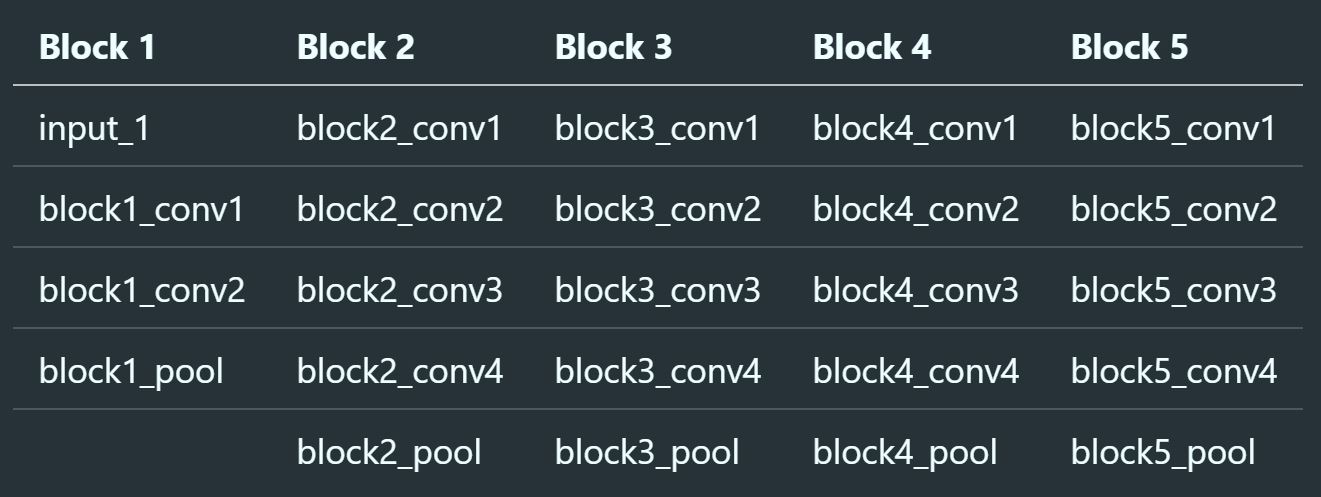 Block 1 Block 2 Block 3 Block 4 Block 5
input_1 block2_conv1 block3_conv1 block4_conv1 block5_conv1
block1_conv1 block2_conv2 block3_conv2 block4_conv2 block5_conv2
block1_conv2 block2_conv3 block3_conv3 block4_conv3 block5_conv3
block1_pool block2_conv4 block3_conv4 block4_conv4 block5_conv4
block2_pool block3_pool block4_pool block5_pool